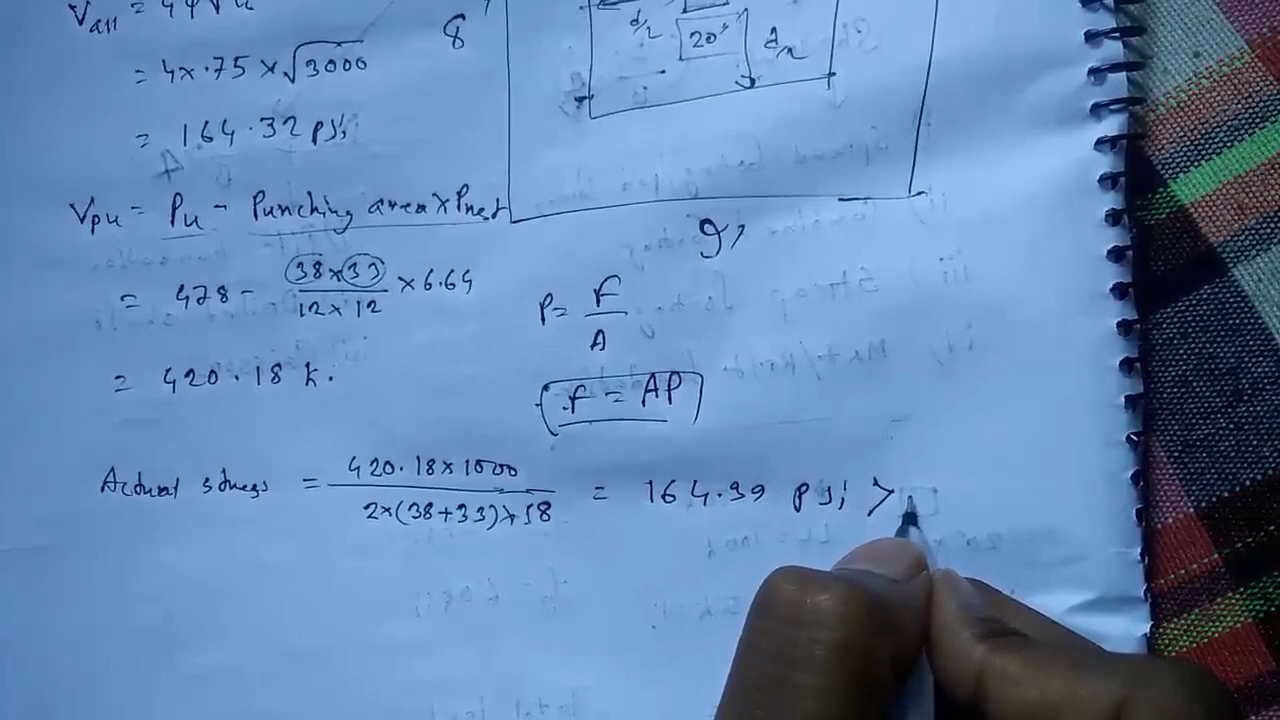 Vall = 4φ√fc
= 4×.75×√3000
= 164.32 psi
8'
d/2
20"
d/2
Vpu = Pu - Punching area × Pnet
9'
= 478 - 38×33 / 12×12 × 6.64
= 420.18 k.
P = F / A
F = AP
Actual stress = 420.18×1000 / 2×(38+33)×18 = 164.39 psi >